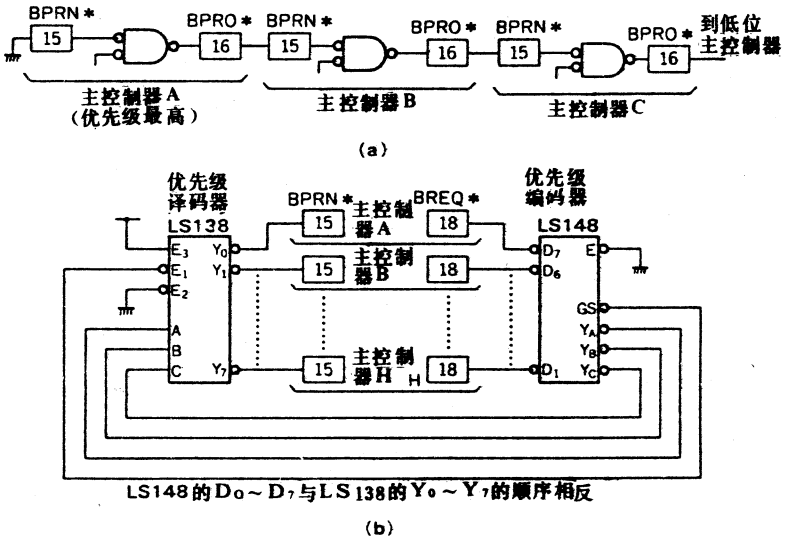 BPRN* BPRO* BPRN* BPRO* BPRN* BPRO* 到低位
主控制器
15 16 15 16 15 16
主控制器A 主控制器B 主控制器C
(优先级最高)
(a)
优先级
译码器
LS138
优先级
编码器
LS148
BPRN* 主控制器A BREQ*
15 18
E3 Y0 D7 E
E1 Y1 15 主控制器B 18 D6
E2
GS
A YA
B YB
C Y7 15 主控制器H H 18 D1 YC
LS148的D0~D7与LS138的Y0~Y7的顺序相反
(b)